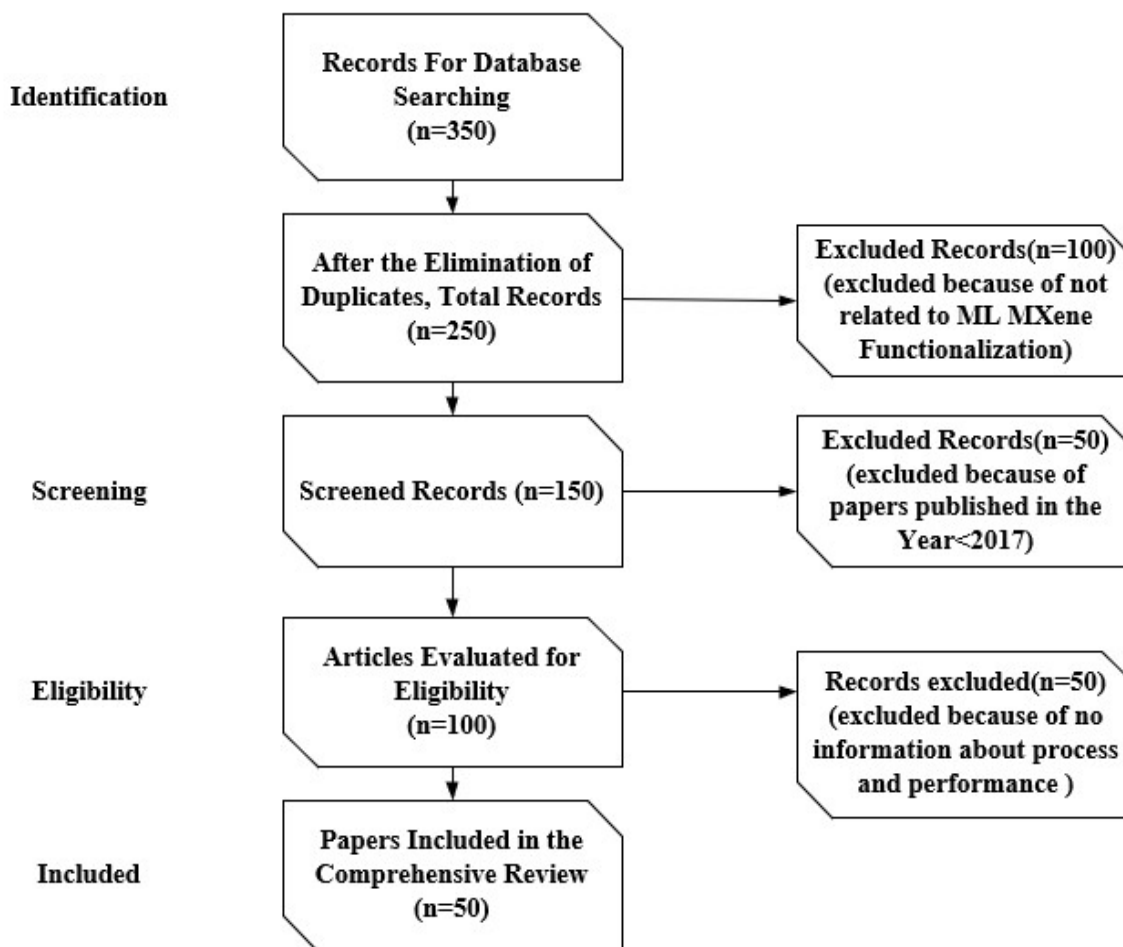 Identification
Records For Database
Searching
(n=350)
After the Elimination of
Duplicates, Total Records
(n=250)
Excluded Records(n=100)
(excluded because of not
related to ML MXene
Functionalization)
Screening
Screened Records (n=150)
Excluded Records(n=50)
(excluded because of
papers published in the
Year<2017)
Eligibility
Articles Evaluated for
Eligibility
(n=100)
Records excluded(n=50)
(excluded because of no
information about process
and performance )
Included
Papers Included in the
Comprehensive Review
(n=50)